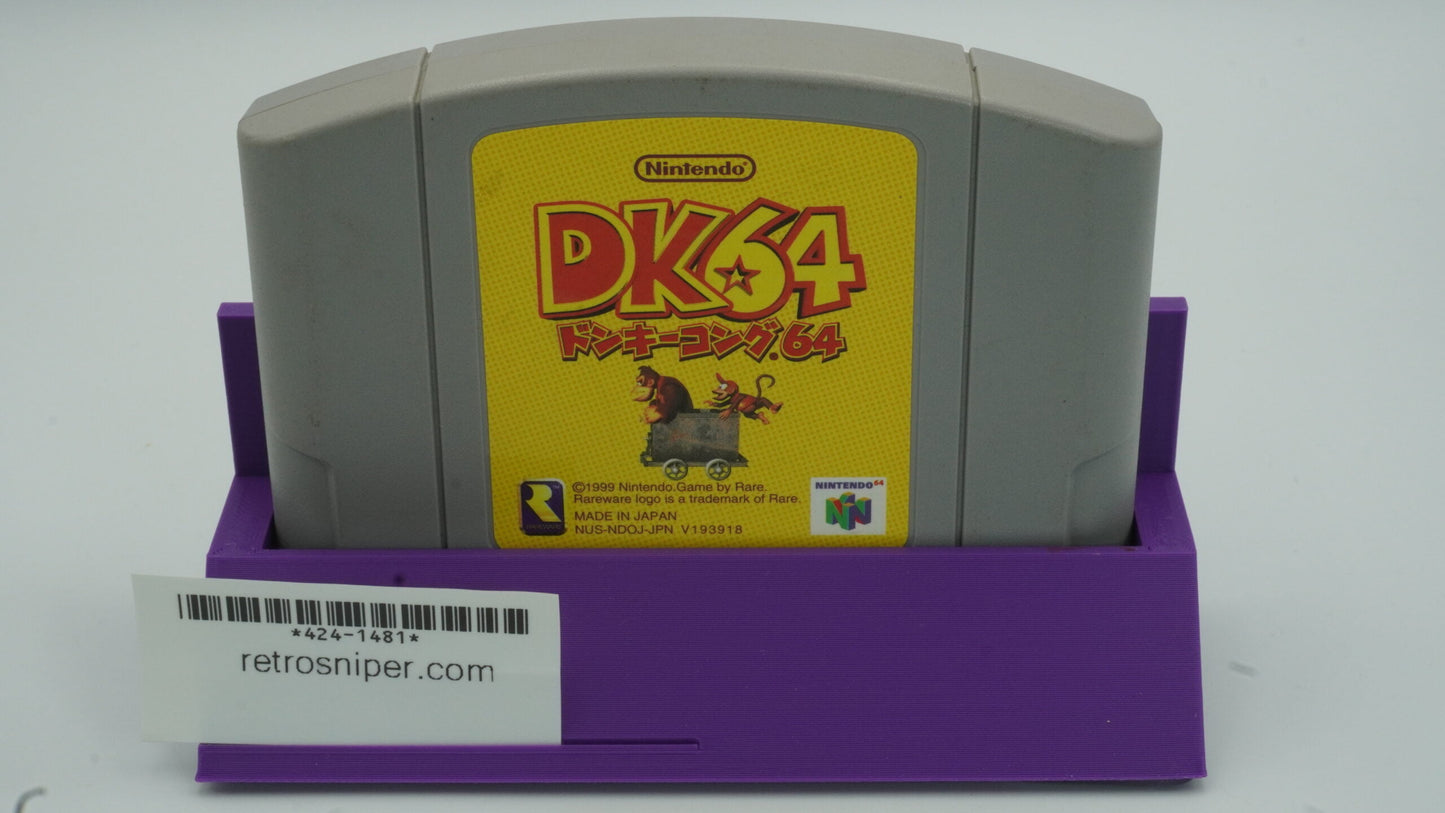 Nintendo®
DK64
ドンキーコング64
©1999 Nintendo.Game by Rare.
Rareware logo is a trademark of Rare.
MADE IN JAPAN
NUS-NDOJ-JPN V193918
NINTENDO64
*424-1481*
retrosniper.com